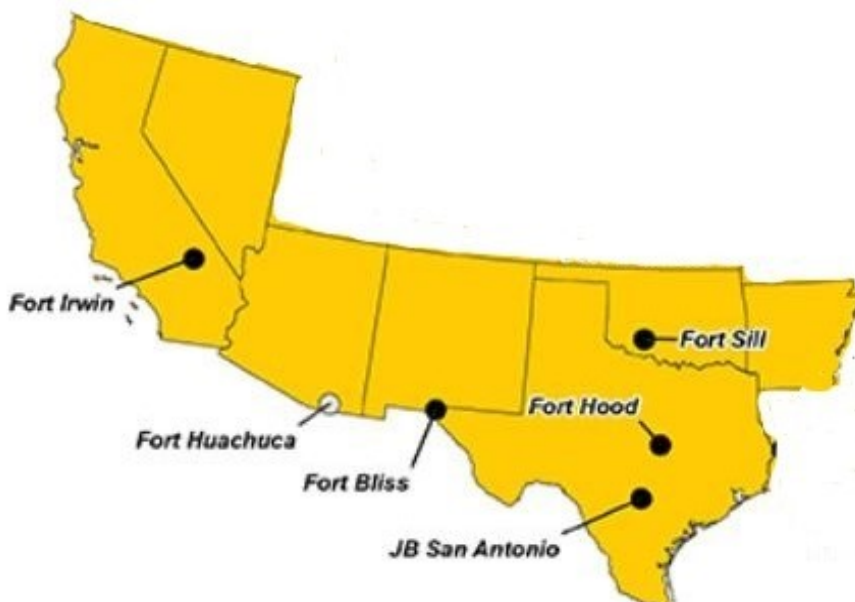 Fort Irwin
Fort Sill
Fort Hood
Fort Huachuca
Fort Bliss
JB San Antonio